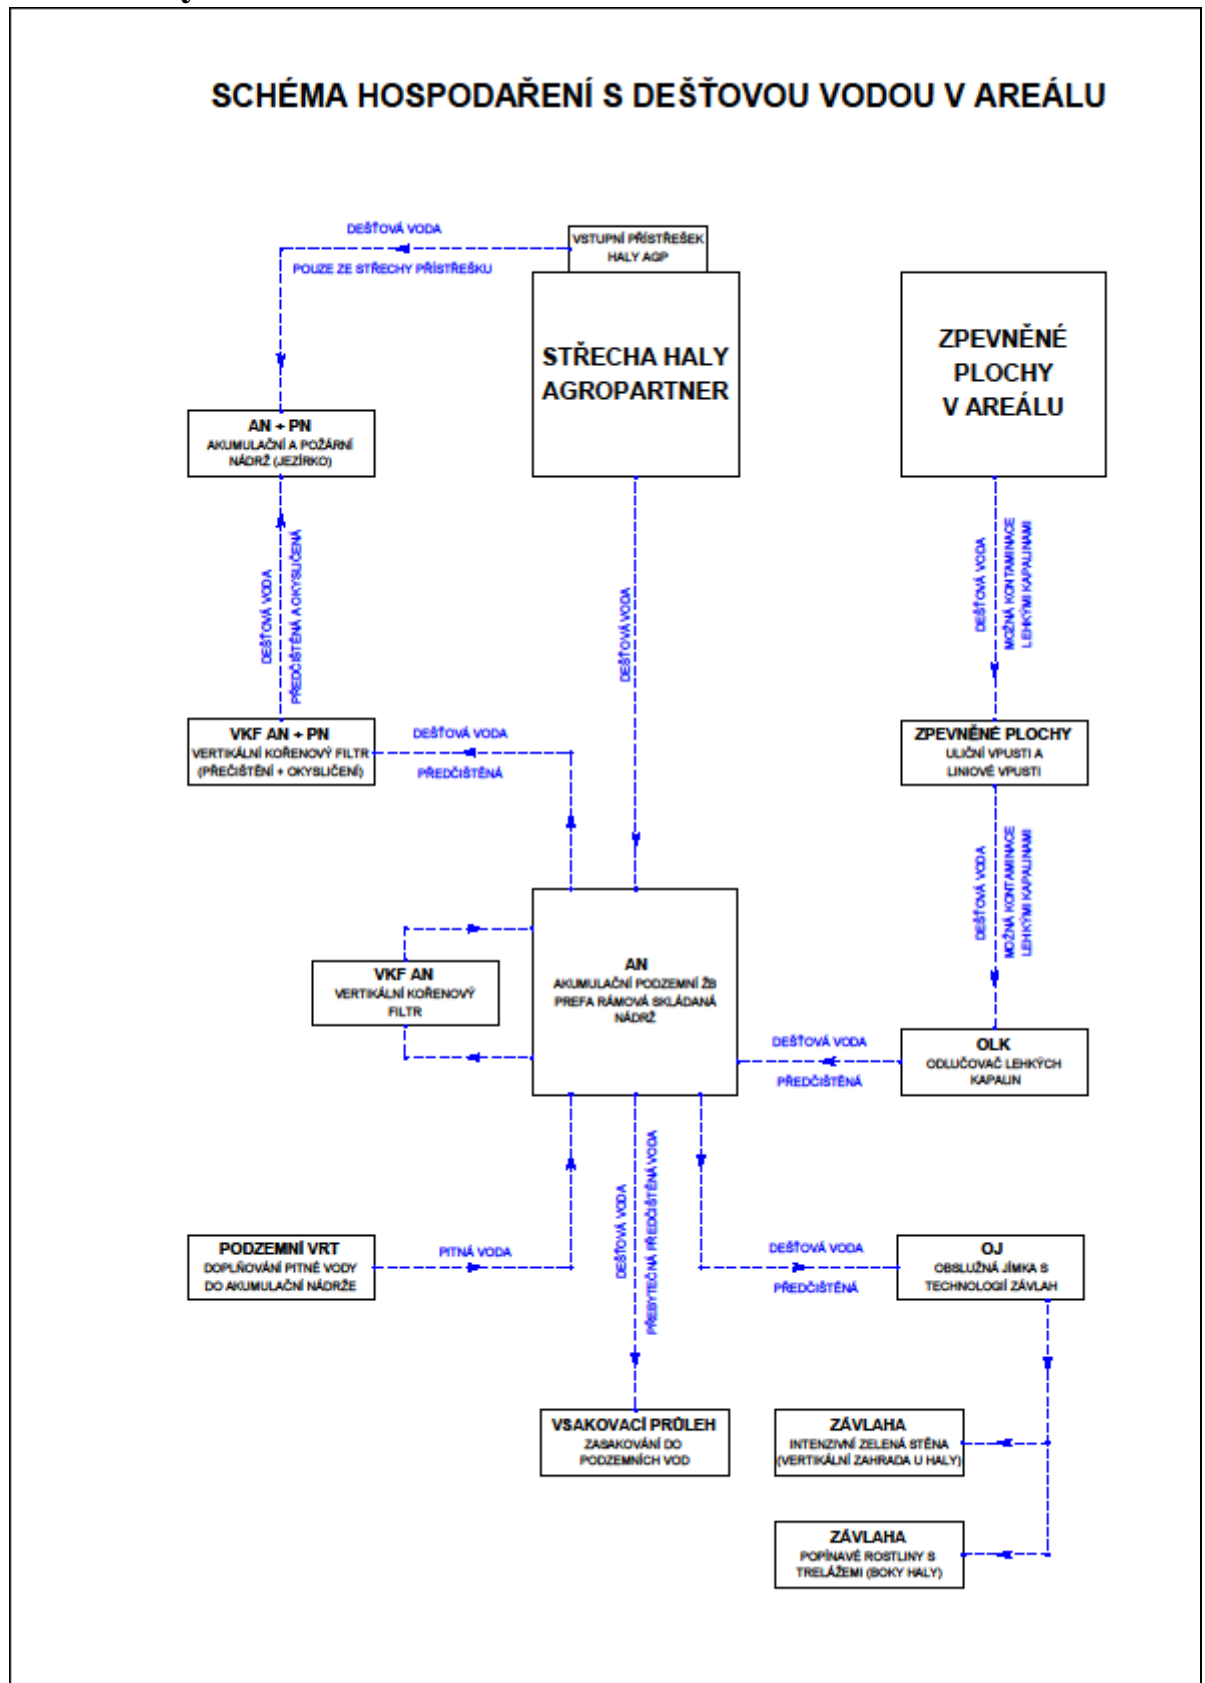 SCHÉMA HOSPODAŘENÍ S DEŠŤOVOU VODOU V AREÁLU
DEŠŤOVÁ VODA
POUZE ZE STŘECHY PŘÍSTŘEŠKU
VSTUPNÍ PŘÍSTŘEŠEK
HALY AGP
STŘECHA HALY
AGROPARTNER
ZPEVNĚNÉ
PLOCHY
V AREÁLU
AN + PN
AKUMULAČNÍ A POŽÁRNÍ
NÁDRŽ (JEZÍRKO)
DEŠŤOVÁ VODA
PŘEDČIŠTĚNÁ A OKYSLIČENÁ
DEŠŤOVÁ VODA
DEŠŤOVÁ VODA
MOŽNÁ KONTAMINACE
LEHKÝMI KAPALINAMI
VKF AN + PN
VERTIKÁLNÍ KOŘENOVÝ FILTR
(PŘEČIŠTĚNÍ + OKYSLIČENÍ)
DEŠŤOVÁ VODA
PŘEDČIŠTĚNÁ
ZPEVNĚNÉ PLOCHY
ULIČNÍ VPUSTI A
LINIOVÉ VPUSTI
DEŠŤOVÁ VODA
MOŽNÁ KONTAMINACE
LEHKÝMI KAPALINAMI
VKF AN
VERTIKÁLNÍ KOŘENOVÝ
FILTR
AN
AKUMULAČNÍ PODZEMNÍ ŽB
PREFA RÁMOVÁ SKLÁDANÁ
NÁDRŽ
DEŠŤOVÁ VODA
PŘEDČIŠTĚNÁ
OLK
ODLUČOVAČ LEHKÝCH
KAPALIN
PODZEMNÍ VRT
DOPLŇOVÁNÍ PITNÉ VODY
DO AKUMULAČNÍ NÁDRŽE
PITNÁ VODA
DEŠŤOVÁ VODA
PŘEBYTEČNÁ PŘEDČIŠTĚNÁ VODA
DEŠŤOVÁ VODA
PŘEDČIŠTĚNÁ
OJ
OBSLUŽNÁ JÍMKA S
TECHNOLOGIÍ ZÁVLAH
VSAKOVACÍ PRŮLEH
ZASAKOVÁNÍ DO
PODZEMNÍCH VOD
ZÁVLAHA
INTENZIVNÍ ZELENÁ STĚNA
(VERTIKÁLNÍ ZAHRADA U HALY)
ZÁVLAHA
POPÍNAVÉ ROSTLINY S
TRELÁŽEMI (BOKY HALY)